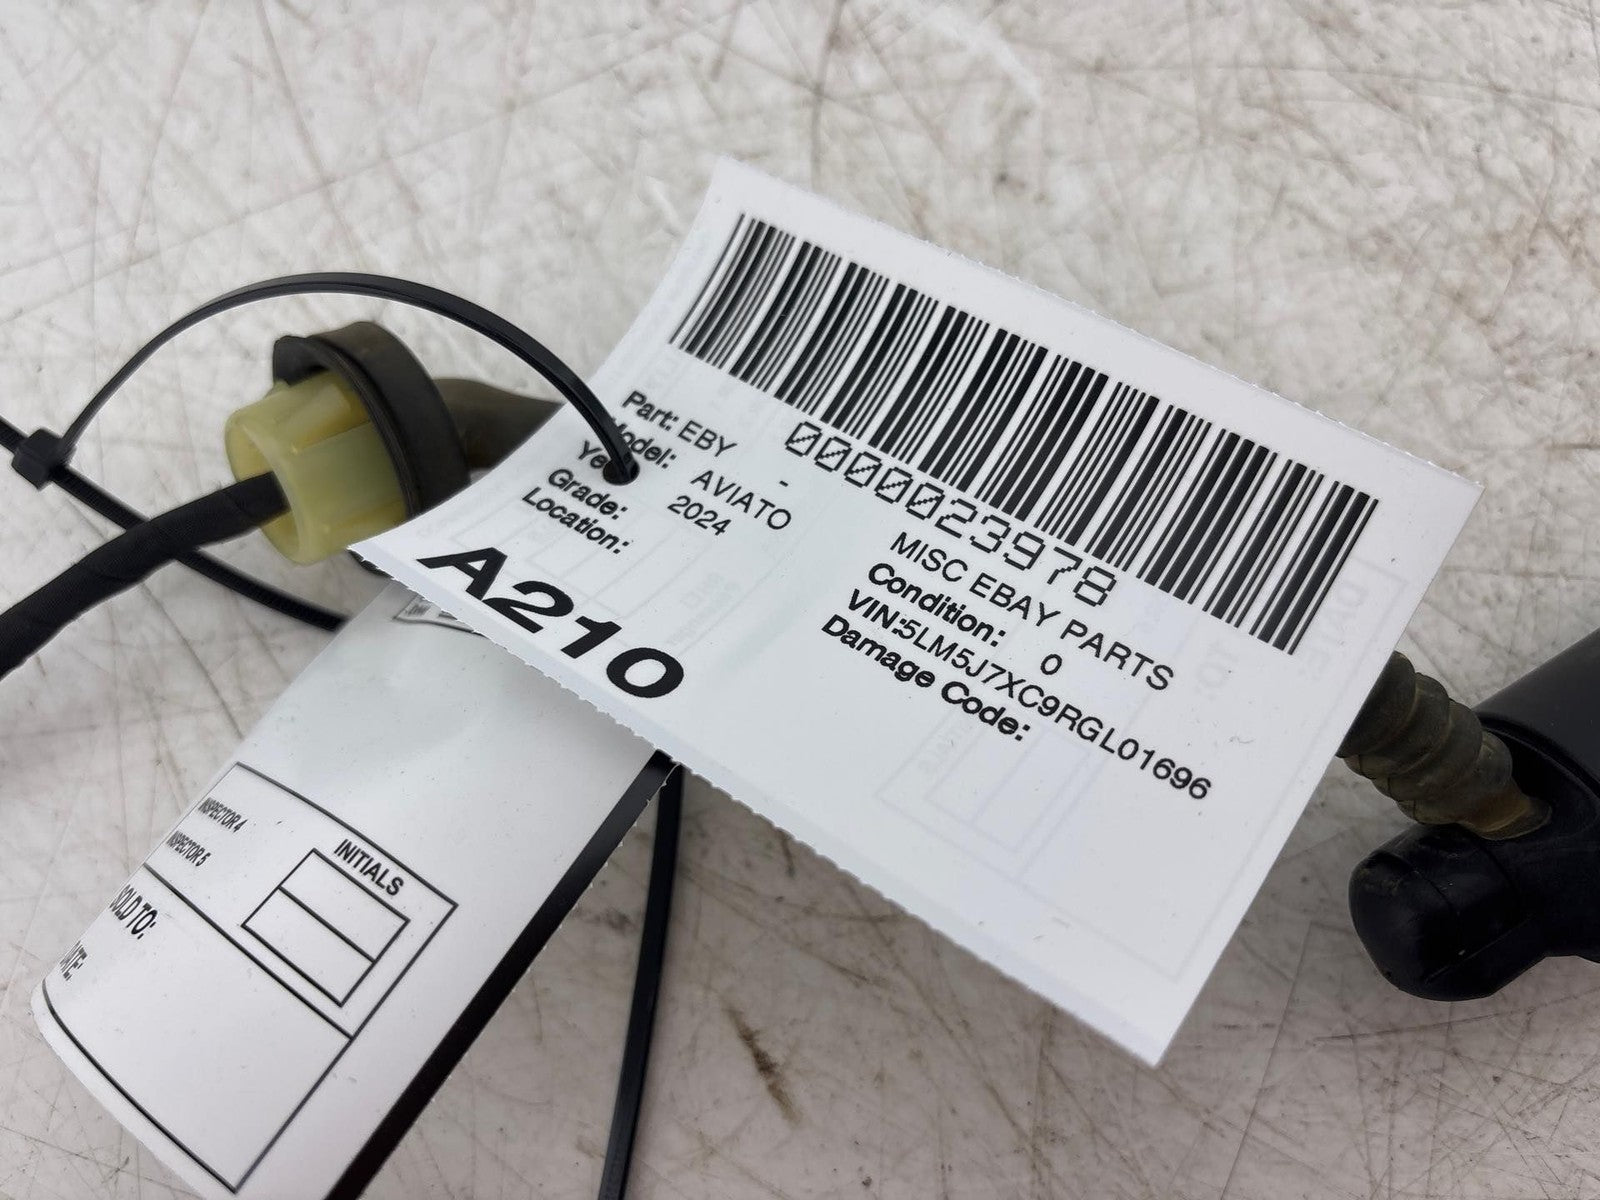 0000023978
Part: EBY - MISC EBAY PARTS
Model: AVIATO Condition: 0
2024 VIN:5LM5J7XC9RGL01696
Grade: Damage Code:
Location:
A210
INSPECTOR 4
INSPECTOR 5
INITIALS
SOLD TO:
DATE: